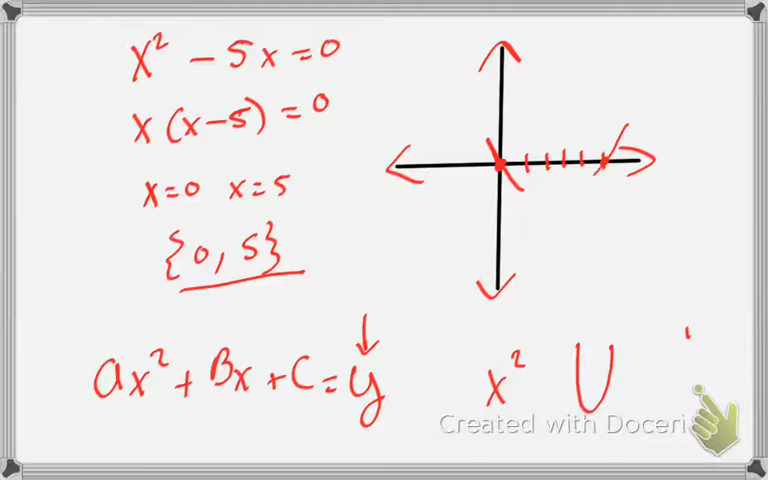 x² - 5x = 0
x(x-5) = 0
x=0 x=5
{0, 5}
ax² + Bx + C = y
x²
Created with Doceri